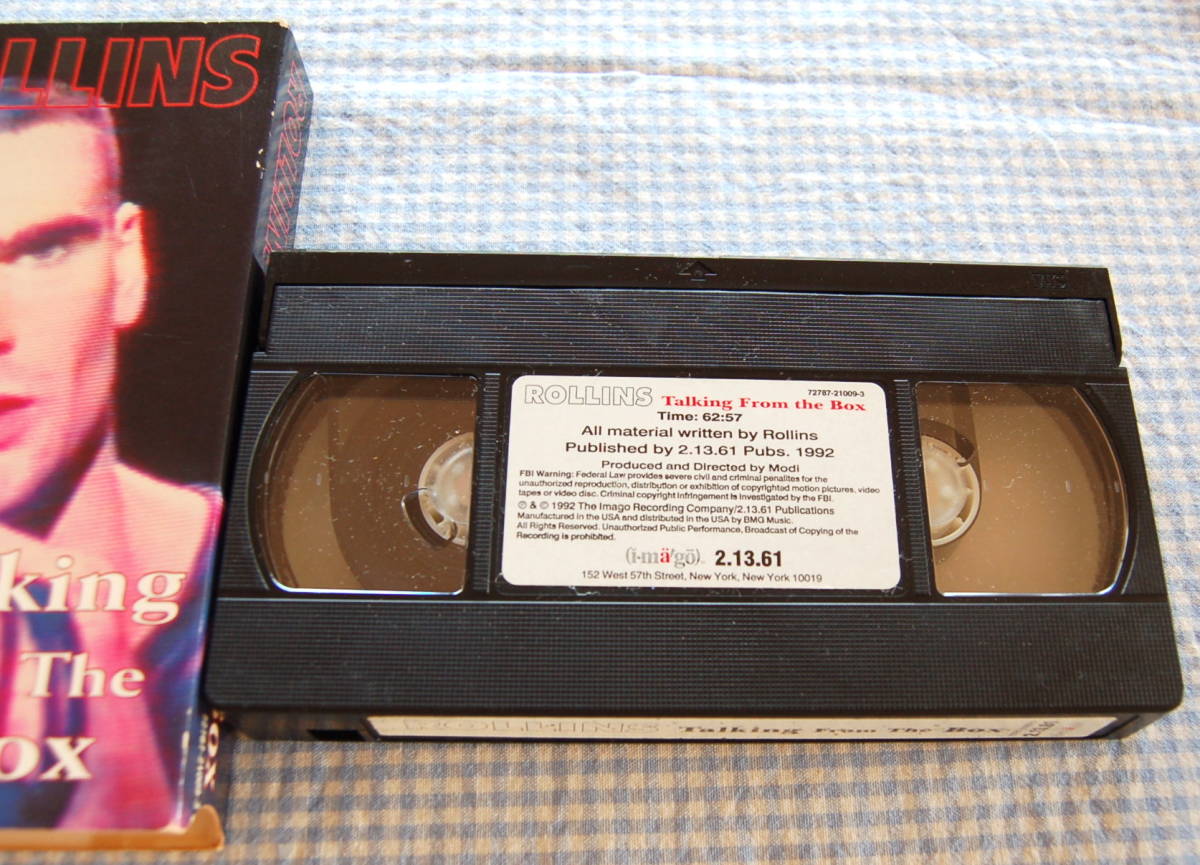 LLINS
ROLLINS
king
The
ox
VHS
ROLLINS Talking From the Box
72787-21009-3
Time: 62:57
All material written by Rollins
Published by 2.13.61 Pubs. 1992
Produced and Directed by Modi
FBI Warning: Federal Law provides severe civil and criminal penalites for the
unauthorized reproduction, distribution or exhibition of copyrighted motion pictures, video
tapes or video disc. Criminal copyright infringement is investigated by the FBI.
℗ & © 1992 The Imago Recording Company/2.13.61 Publications
Manufactured in the USA and distributed in the USA by BMG Music.
All Rights Reserved. Unauthorized Public Performance, Broadcast of Copying of the
Recording is prohibited.
(i-mä′gō)™ 2.13.61
152 West 57th Street, New York, New York 10019
ROLLINS Talking From The Box